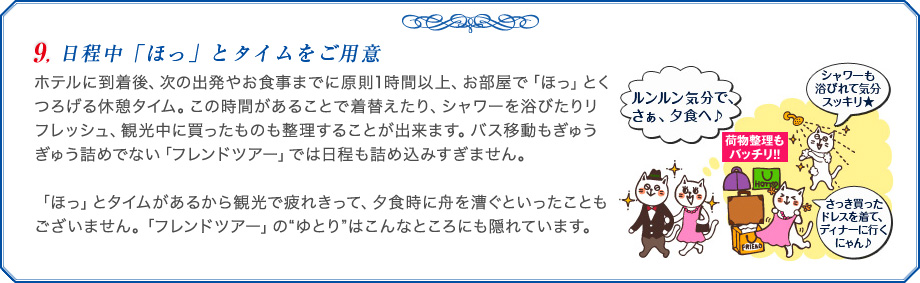 9, 日程中「ほっ」とタイムをご用意
ホテルに到着後、次の出発やお食事までに原則1時間以上、お部屋で「ほっ」とく
つろげる休憩タイム。この時間があることで着替えたり、シャワーを浴びたりリ
フレッシュ、観光中に買ったものも整理することが出来ます。バス移動もぎゅう
ぎゅう詰めでない「フレンドツアー」では日程も詰め込みすぎません。
「ほっ」とタイムがあるから観光で疲れきって、夕食時に舟を漕ぐといったことも
ございません。「フレンドツアー」の“ゆとり”はこんなところにも隠れています。
ルンルン気分で
さぁ、夕食へ♪
シャワーも
浴びれて気分
スッキリ★
荷物整理も
バッチリ!!
さっき買った
ドレスを着て、
ディナーに行く
にゃん♪
FRIEND